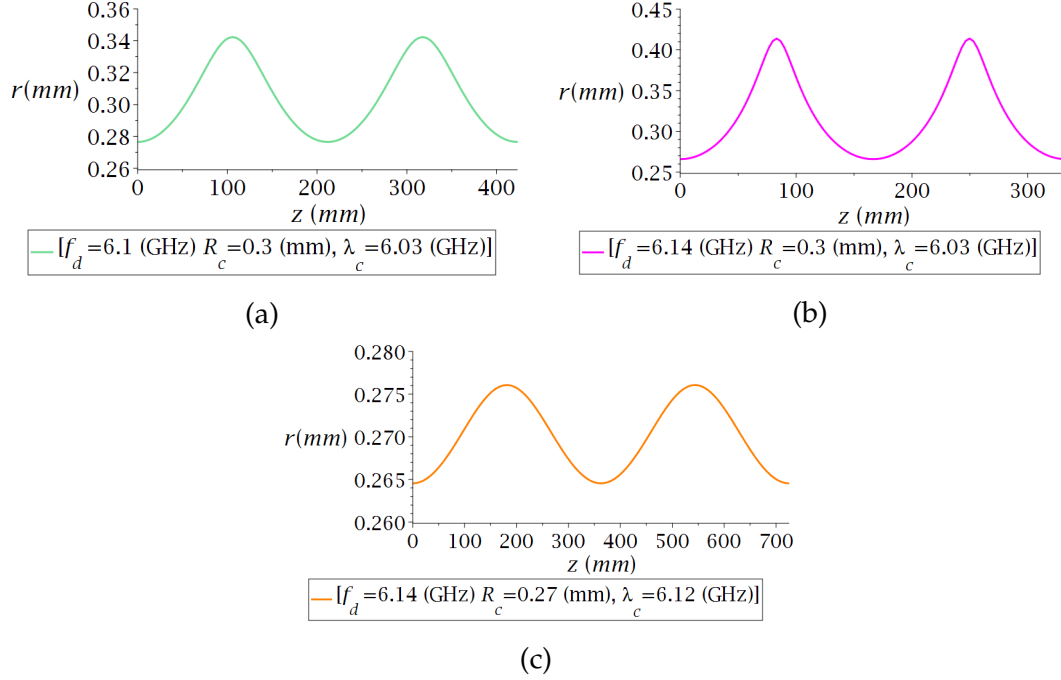 0.36
0.34
0.32
r(mm) 0.30
0.28
0.26
0 100 200 300 400
z (mm)
[f_d=6.1 (GHz) R_c=0.3 (mm), λ_c=6.03 (GHz)]
(a)
0.45
0.40
r(mm) 0.35
0.30
0.25
0 100 200 300
z (mm)
[f_d=6.14 (GHz) R_c=0.3 (mm), λ_c=6.03 (GHz)]
(b)
0.280
0.275
r(mm) 0.270
0.265
0.260
0 100 200 300 400 500 600 700
z (mm)
[f_d=6.14 (GHz) R_c=0.27 (mm), λ_c=6.12 (GHz)]
(c)